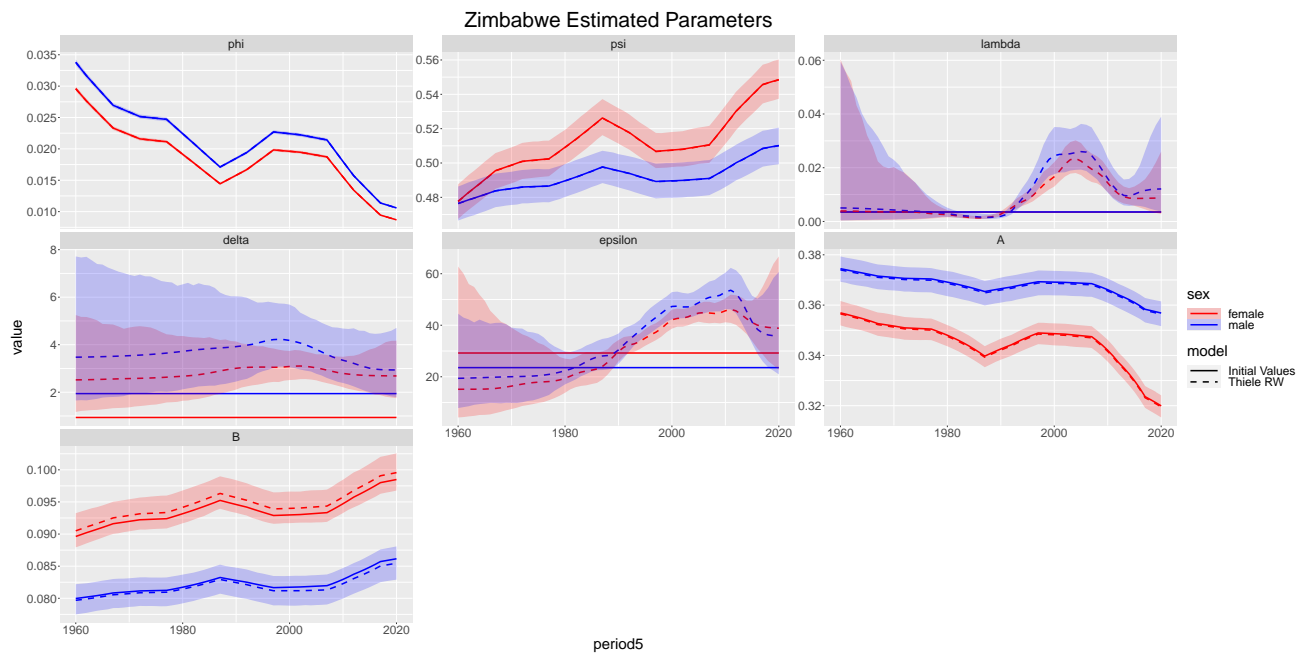 Zimbabwe Estimated Parameters
phi
psi
lambda
0.035
0.030
0.025
0.020
0.015
0.010
0.56
0.54
0.52
0.50
0.48
0.06
0.04
0.02
0.00
delta
epsilon
A
8
6
4
2
60
40
20
0.38
0.36
0.34
0.32
1960 1980 2000 2020
1960 1980 2000 2020
B
0.100
0.095
0.090
0.085
0.080
1960 1980 2000 2020
value
period5
sex
female
male
model
Initial Values
Thiele RW